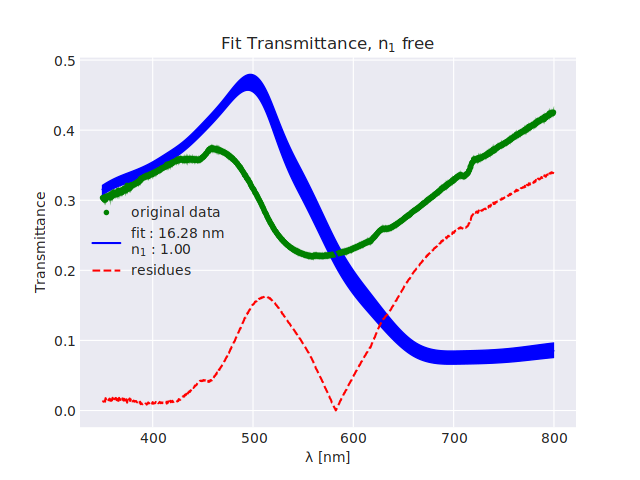 Fit Transmittance, n₁ free
Transmittance
0.5
0.4
0.3
0.2
0.1
0.0
original data
fit : 16.28 nm
n₁ : 1.00
residues
400
500
600
700
800
λ [nm]